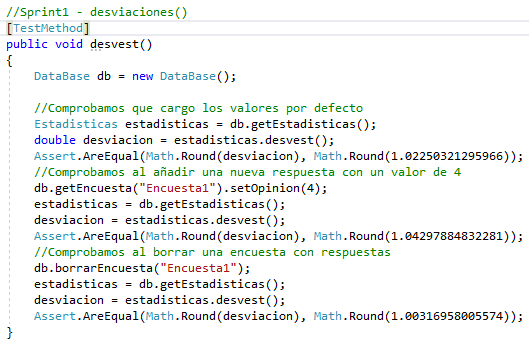 //Sprint1 - desviaciones()
[TestMethod]
public void desvest()
{
DataBase db = new DataBase();
//Comprobamos que cargo los valores por defecto
Estadisticas estadisticas = db.getEstadisticas();
double desviacion = estadisticas.desvest();
Assert.AreEqual(Math.Round(desviacion), Math.Round(1.02250321295966));
//Comprobamos al añadir una nueva respuesta con un valor de 4
db.getEncuesta("Encuesta1").setOpinion(4);
estadisticas = db.getEstadisticas();
desviacion = estadisticas.desvest();
Assert.AreEqual(Math.Round(desviacion), Math.Round(1.04297884832281));
//Comprobamos al borrar una encuesta con respuestas
db.borrarEncuesta("Encuesta1");
estadisticas = db.getEstadisticas();
desviacion = estadisticas.desvest();
Assert.AreEqual(Math.Round(desviacion), Math.Round(1.00316958005574));
}